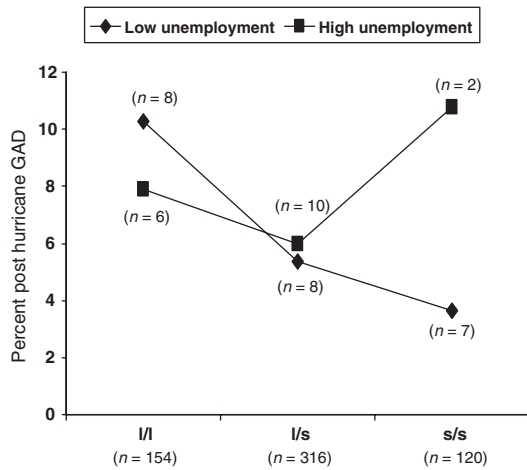 Low unemployment High unemployment
Percent post hurricane GAD
12
10
8
6
4
2
0
(n = 8)
(n = 6)
(n = 10)
(n = 8)
(n = 2)
(n = 7)
l/l l/s s/s
(n = 154) (n = 316) (n = 120)